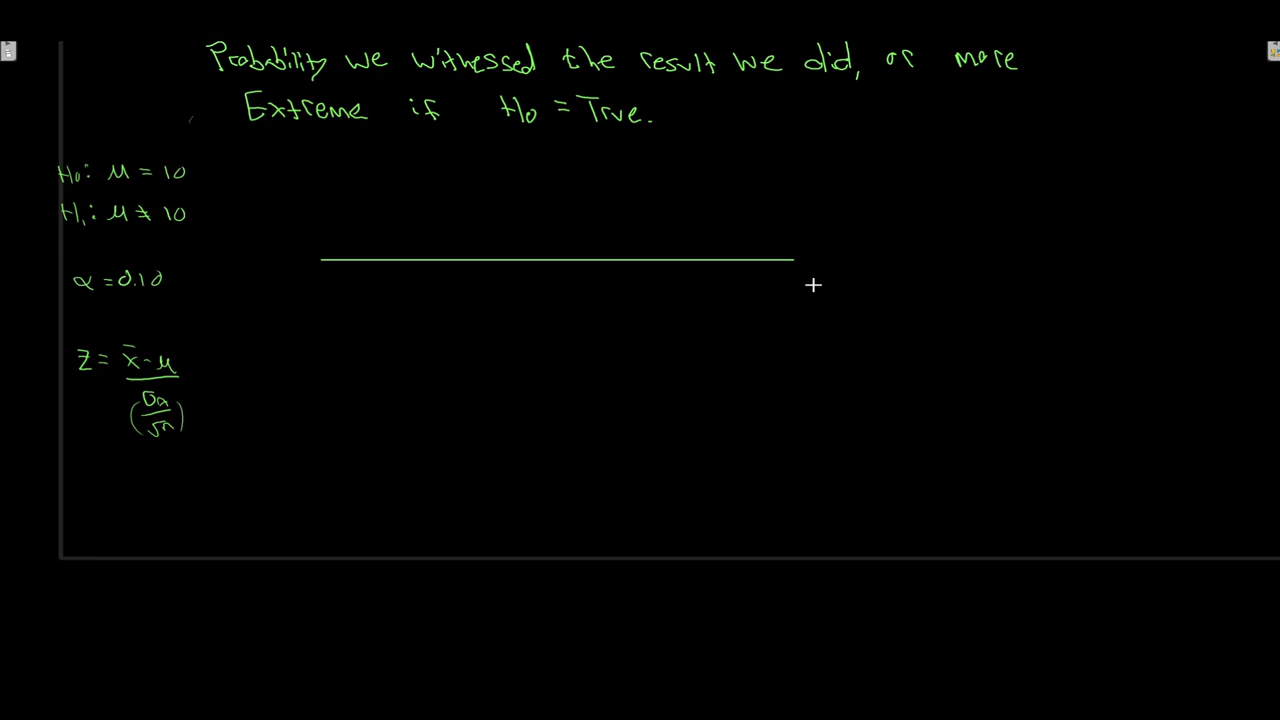 Probability we witnessed the result we did, or more
Extreme if H₀ = True.
H₀: μ = 10
H₁: μ ≠ 10
α = 0.10
Z = x̄ - μ
(σx
√n)